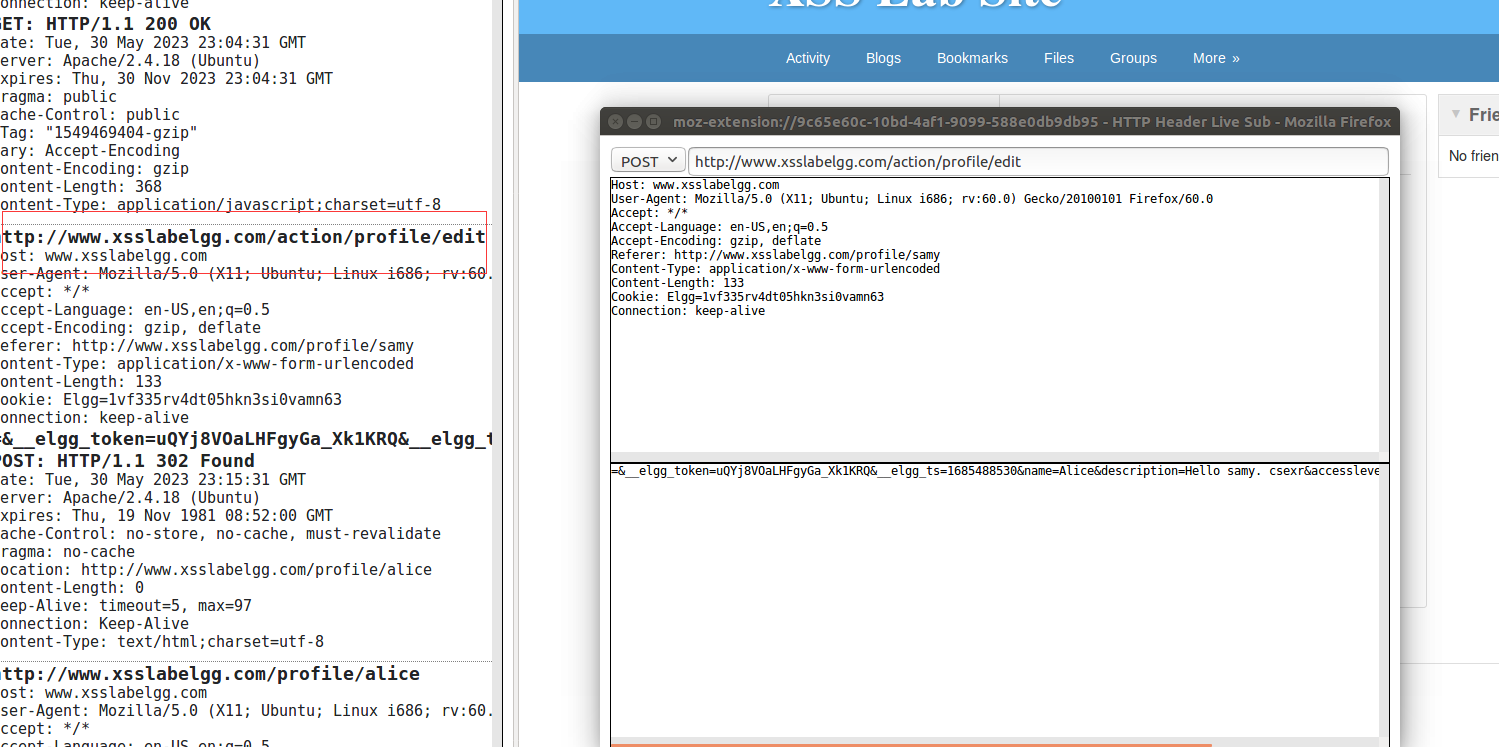 onnection: keep-alive
GET: HTTP/1.1 200 OK
ate: Tue, 30 May 2023 23:04:31 GMT
erver: Apache/2.4.18 (Ubuntu)
xpires: Thu, 30 Nov 2023 23:04:31 GMT
ragma: public
ache-Control: public
Tag: "1549469404-gzip"
ary: Accept-Encoding
ontent-Encoding: gzip
ontent-Length: 368
ontent-Type: application/javascript;charset=utf-8
ttp://www.xsslabelgg.com/action/profile/edit
ost: www.xsslabelgg.com
ser-Agent: Mozilla/5.0 (X11; Ubuntu; Linux i686; rv:60.
ccept: */*
ccept-Language: en-US,en;q=0.5
ccept-Encoding: gzip, deflate
eferer: http://www.xsslabelgg.com/profile/samy
ontent-Type: application/x-www-form-urlencoded
ontent-Length: 133
ookie: Elgg=1vf335rv4dt05hkn3si0vamn63
onnection: keep-alive
=&__elgg_token=uQYj8VOaLHFgyGa_Xk1KRQ&__elgg_t
POST: HTTP/1.1 302 Found
ate: Tue, 30 May 2023 23:15:31 GMT
erver: Apache/2.4.18 (Ubuntu)
xpires: Thu, 19 Nov 1981 08:52:00 GMT
ache-Control: no-store, no-cache, must-revalidate
ragma: no-cache
ocation: http://www.xsslabelgg.com/profile/alice
ontent-Length: 0
eep-Alive: timeout=5, max=97
onnection: Keep-Alive
ontent-Type: text/html;charset=utf-8
ttp://www.xsslabelgg.com/profile/alice
ost: www.xsslabelgg.com
ser-Agent: Mozilla/5.0 (X11; Ubuntu; Linux i686; rv:60.
ccept: */*
ccept-Language: en-US,en;q=0.5
XSS Lab Site
Activity Blogs Bookmarks Files Groups More »
Frie
No frien
moz-extension://9c65e60c-10bd-4af1-9099-588e0db9db95 - HTTP Header Live Sub - Mozilla Firefox
POST http://www.xsslabelgg.com/action/profile/edit
Host: www.xsslabelgg.com
User-Agent: Mozilla/5.0 (X11; Ubuntu; Linux i686; rv:60.0) Gecko/20100101 Firefox/60.0
Accept: */*
Accept-Language: en-US,en;q=0.5
Accept-Encoding: gzip, deflate
Referer: http://www.xsslabelgg.com/profile/samy
Content-Type: application/x-www-form-urlencoded
Content-Length: 133
Cookie: Elgg=1vf335rv4dt05hkn3si0vamn63
Connection: keep-alive
=&__elgg_token=uQYj8VOaLHFgyGa_Xk1KRQ&__elgg_ts=1685488530&name=Alice&description=Hello samy. csexr&accessleve